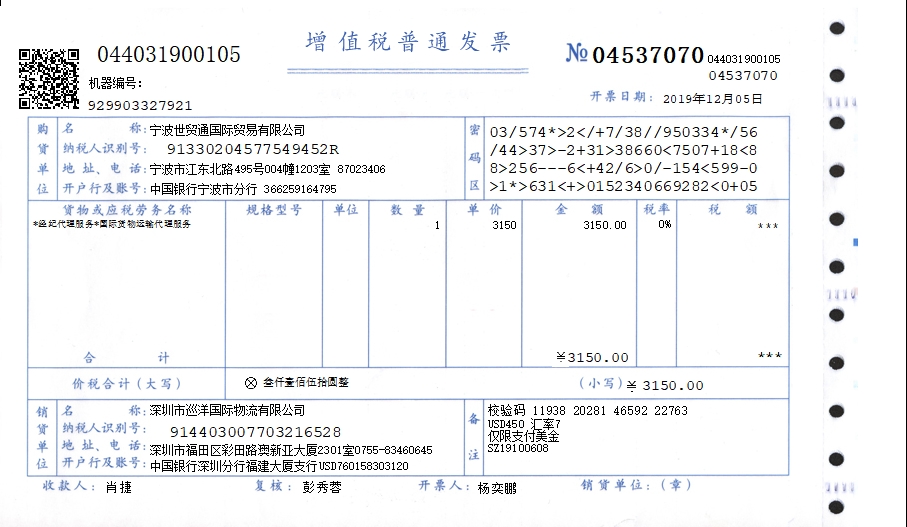 044031900105
增值税普通发票
№ 04537070
044031900105
04537070
机器编号：
929903327921
开票日期： 2019年12月05日
购货单位
名 称：宁波世贸通国际贸易有限公司
纳税人识别号： 91330204577549452R
地 址、电 话：宁波市江东北路495号004幢1203室 87023406
开户行及账号：中国银行宁波市分行 366259164795
密码区
03/574*>2</+7/38//950334*/56
/44>37>-2+31>38660<7507+18<8
8>256---6<+42/6>0/-154<599-0
>1*>631<+>0152340669282<0+05
货物或应税劳务名称 规格型号 单位 数 量 单 价 金 额 税率 税 额
*经纪代理服务*国际货物运输代理服务 1 3150 3150.00 0% ***
合 计 ￥3150.00 ***
价税合计（大写） ⊗ 叁仟壹佰伍拾圆整 （小写）￥ 3150.00
销货单位
名 称：深圳市巡洋国际物流有限公司
纳税人识别号： 914403007703216528
地 址、电 话：深圳市福田区彩田路澳新亚大厦2301室0755-83460645
开户行及账号：中国银行深圳分行福建大厦支行USD760158303120
备注
校验码 11938 20281 46592 22763
USD450 汇率7
仅限支付美金
SZ19100608
收款人：肖捷 复核：彭秀蓉 开票人：杨奕鹏 销货单位：（章）